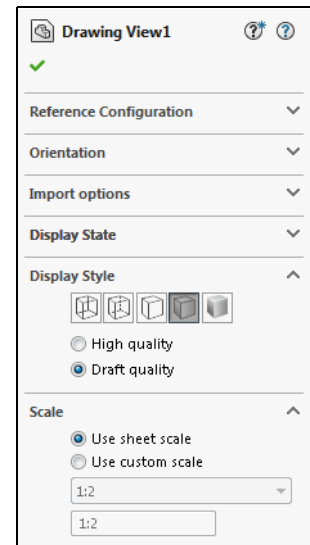 Drawing View1
Reference Configuration
Orientation
Import options
Display State
Display Style
High quality
Draft quality
Scale
Use sheet scale
Use custom scale
1:2
1:2